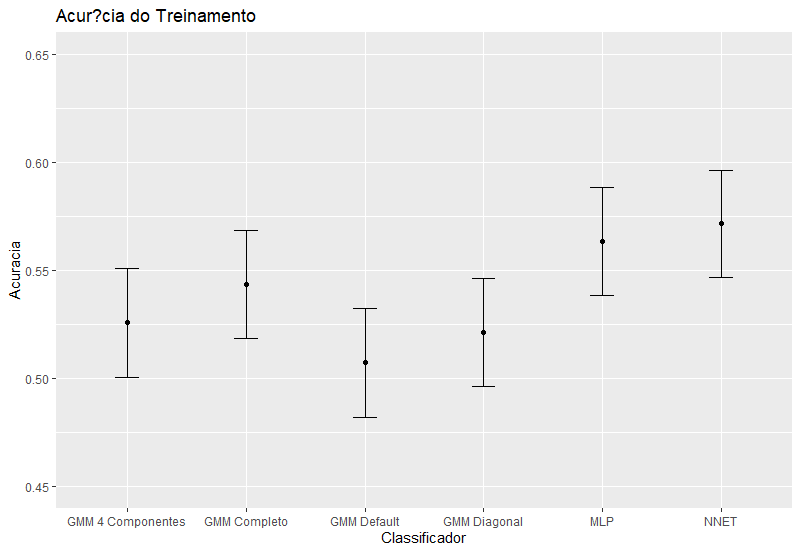 Acur?cia do Treinamento
0.65
0.60
0.55
0.50
0.45
Acuracia
GMM 4 Componentes GMM Completo GMM Default GMM Diagonal MLP NNET
Classificador